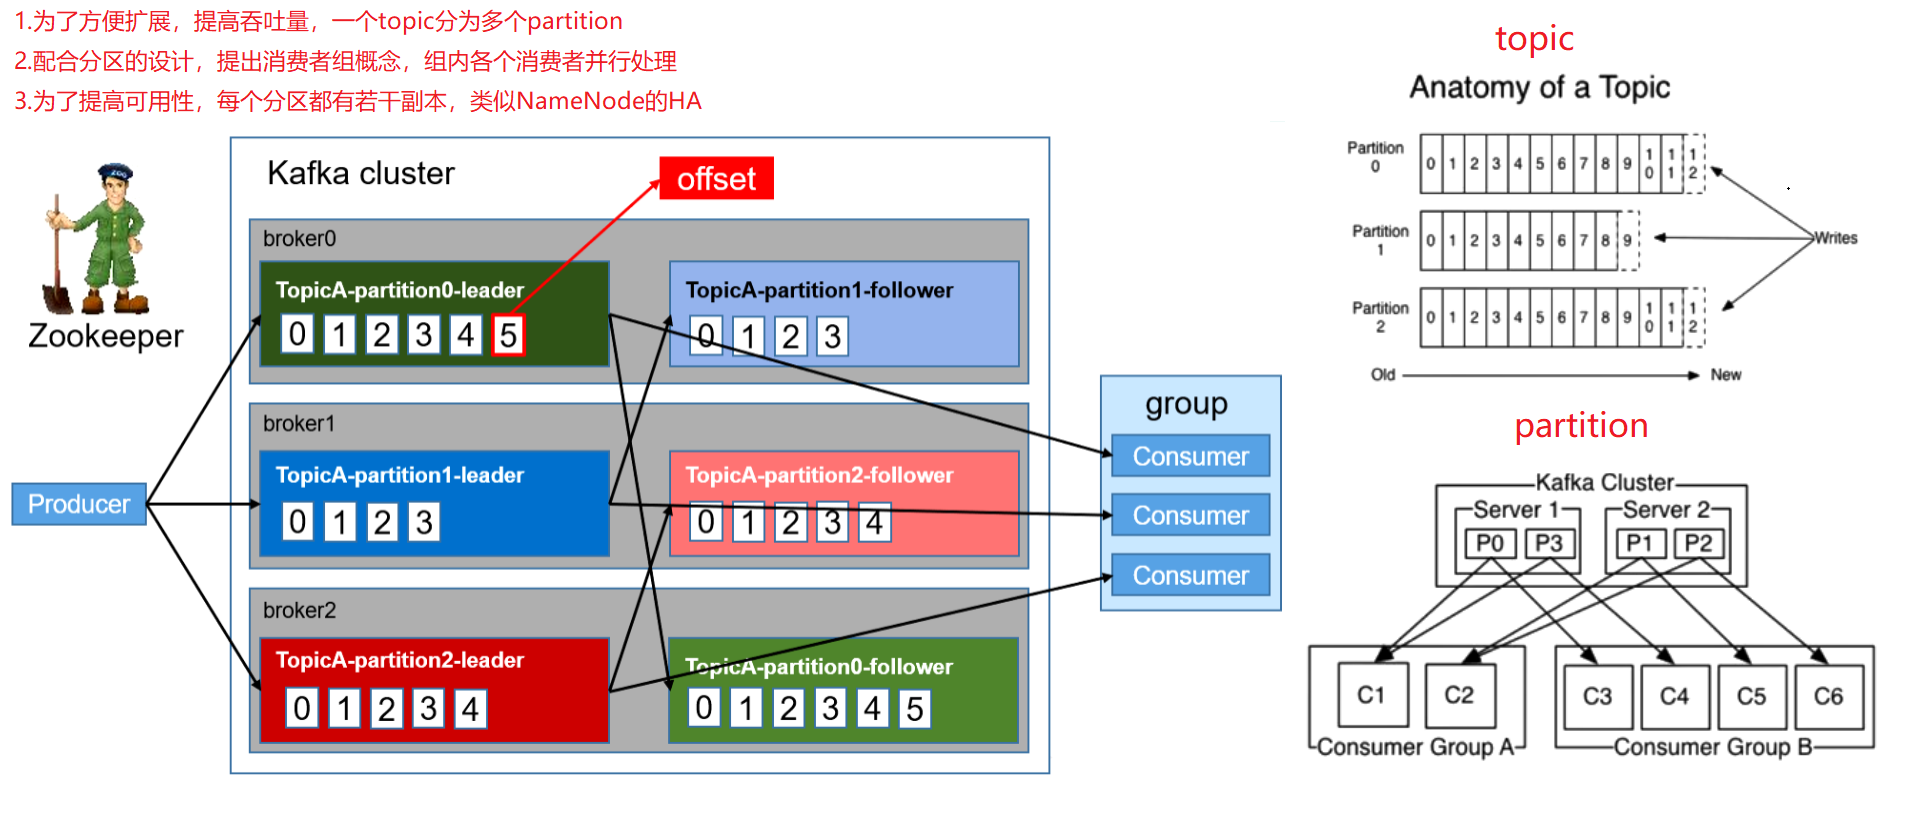 1.为了方便扩展，提高吞吐量，一个topic分为多个partition
2.配合分区的设计，提出消费者组概念，组内各个消费者并行处理
3.为了提高可用性，每个分区都有若干副本，类似NameNode的HA
ZOO
Zookeeper
Producer
Kafka cluster
offset
broker0
TopicA-partition0-leader
0 1 2 3 4 5
TopicA-partition1-follower
0 1 2 3
broker1
TopicA-partition1-leader
0 1 2 3
TopicA-partition2-follower
0 1 2 3 4
broker2
TopicA-partition2-leader
0 1 2 3 4
TopicA-partition0-follower
0 1 2 3 4 5
group
Consumer
Consumer
Consumer
topic
Anatomy of a Topic
Partition
0
0 1 2 3 4 5 6 7 8 9 10 11 12
Partition
1
0 1 2 3 4 5 6 7 8 9
Writes
Partition
2
0 1 2 3 4 5 6 7 8 9 10 11 12
Old New
partition
Kafka Cluster
Server 1 Server 2
P0 P3 P1 P2
C1 C2 C3 C4 C5 C6
Consumer Group A Consumer Group B